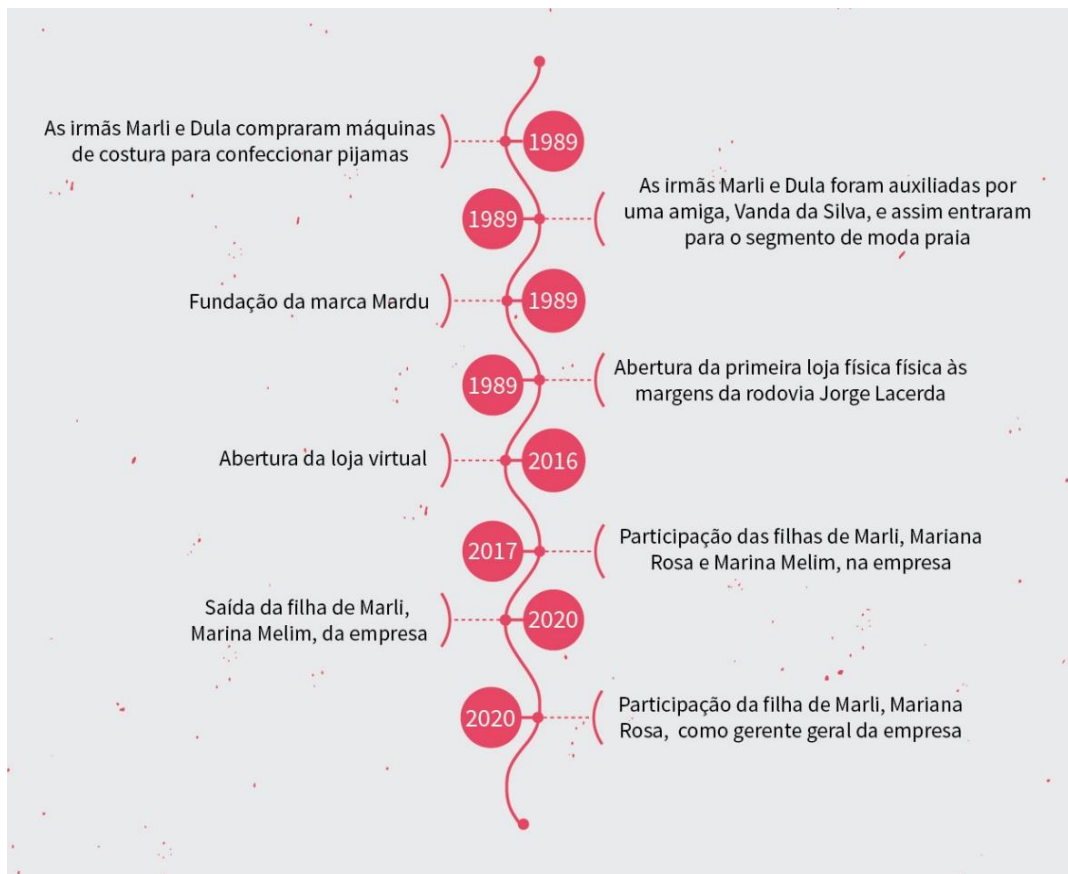 As irmãs Marli e Dula compraram máquinas
de costura para confeccionar pijamas
1989
As irmãs Marli e Dula foram auxiliadas por
uma amiga, Vanda da Silva, e assim entraram
para o segmento de moda praia
1989
Fundação da marca Mardu
1989
1989
Abertura da primeira loja física física às
margens da rodovia Jorge Lacerda
Abertura da loja virtual
2016
2017
Participação das filhas de Marli, Mariana
Rosa e Marina Melim, na empresa
Saída da filha de Marli,
Marina Melim, da empresa
2020
2020
Participação da filha de Marli, Mariana
Rosa, como gerente geral da empresa